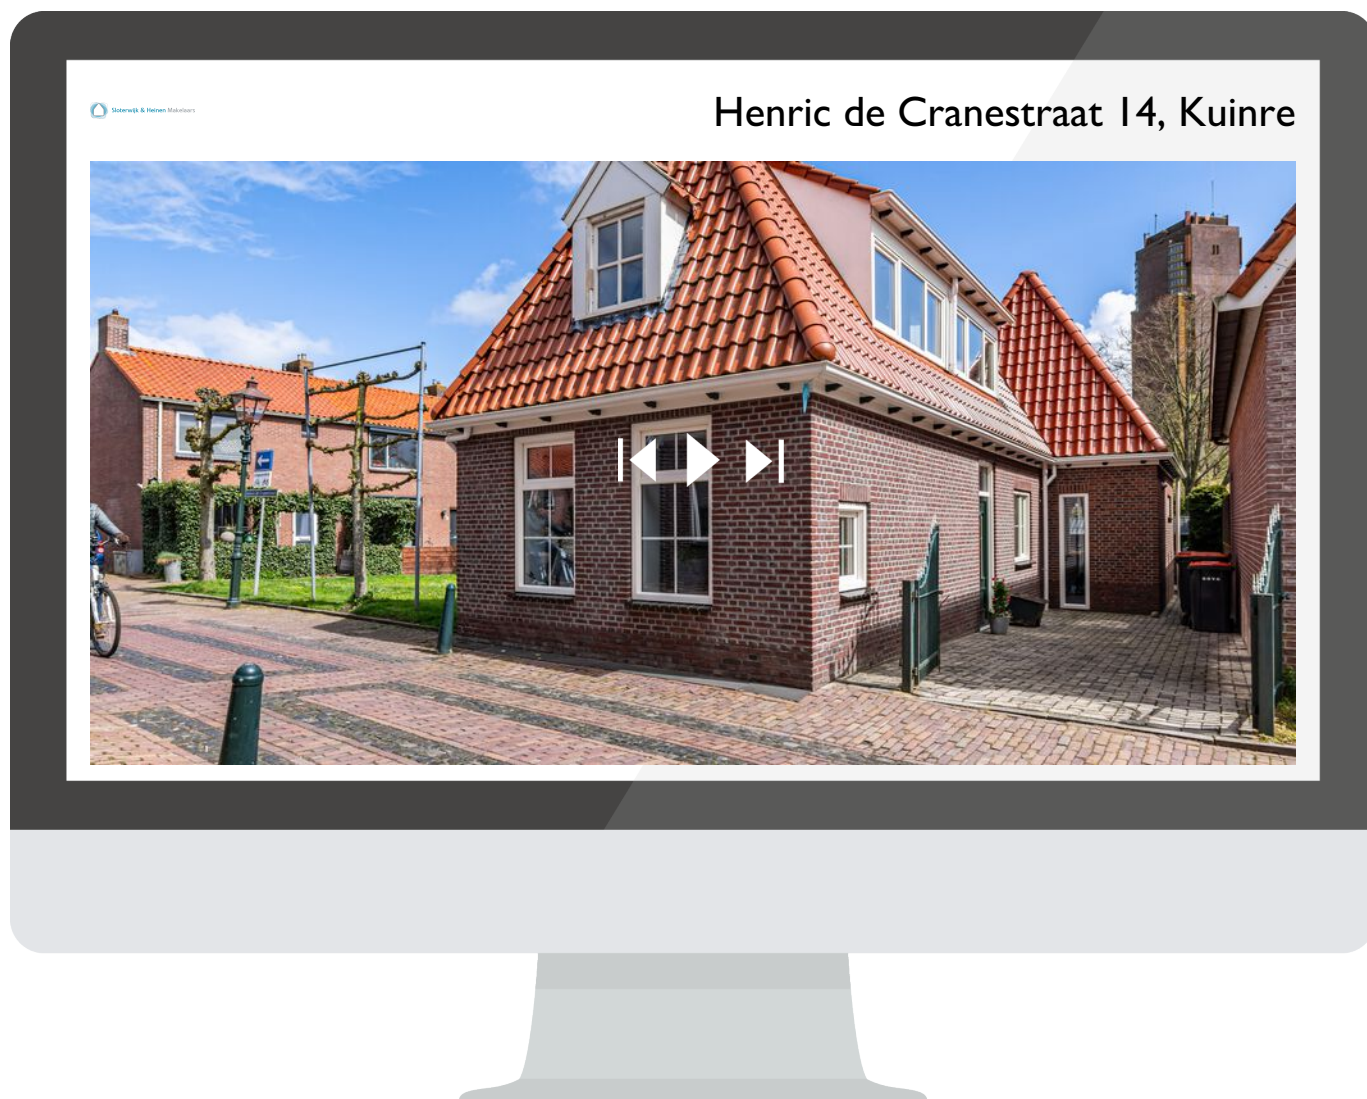 Sloterwijk & Heinen Makelaars
Henric de Cranestraat 14, Kuinre